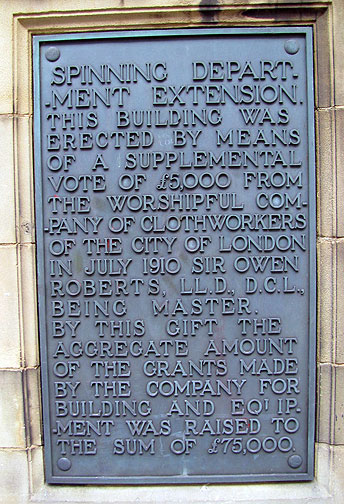 SPINNING DEPART.
.MENT EXTENSION.
THIS BUILDING WAS
ERECTED BY MEANS
OF A SUPPLEMENTAL
VOTE OF £5,000 FROM
THE WORSHIPFUL COM-
-PANY OF CLOTHWORKERS
OF THE CITY OF LONDON
IN JULY 1910 SIR OWEN
ROBERTS, LL.D., D.C.L.,
BEING MASTER.
BY THIS GIFT THE
AGGREGATE AMOUNT
OF THE GRANTS MADE
BY THE COMPANY FOR
BUILDING AND EQUIP-
.MENT WAS RAISED TO
THE SUM OF £75,000.